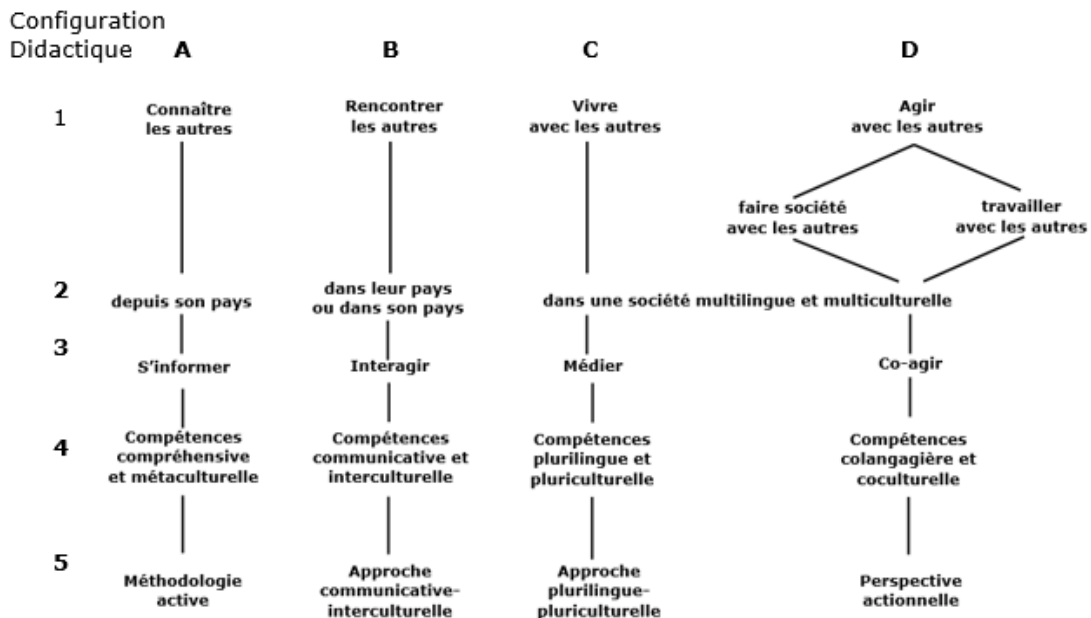 Configuration
Didactique A B C D
1 Connaître Rencontrer Vivre Agir
les autres les autres avec les autres avec les autres
faire société travailler
avec les autres avec les autres
2 depuis son pays dans leur pays dans une société multilingue et multiculturelle
ou dans son pays
3 S’informer Interagir Médier Co-agir
4 Compétences Compétences Compétences Compétences
compréhensive communicative et plurilingue et colangagière et
et métaculturelle interculturelle pluriculturelle coculturelle
5 Méthodologie Approche Approche Perspective
active communicative- plurilingue- actionnelle
interculturelle pluriculturelle